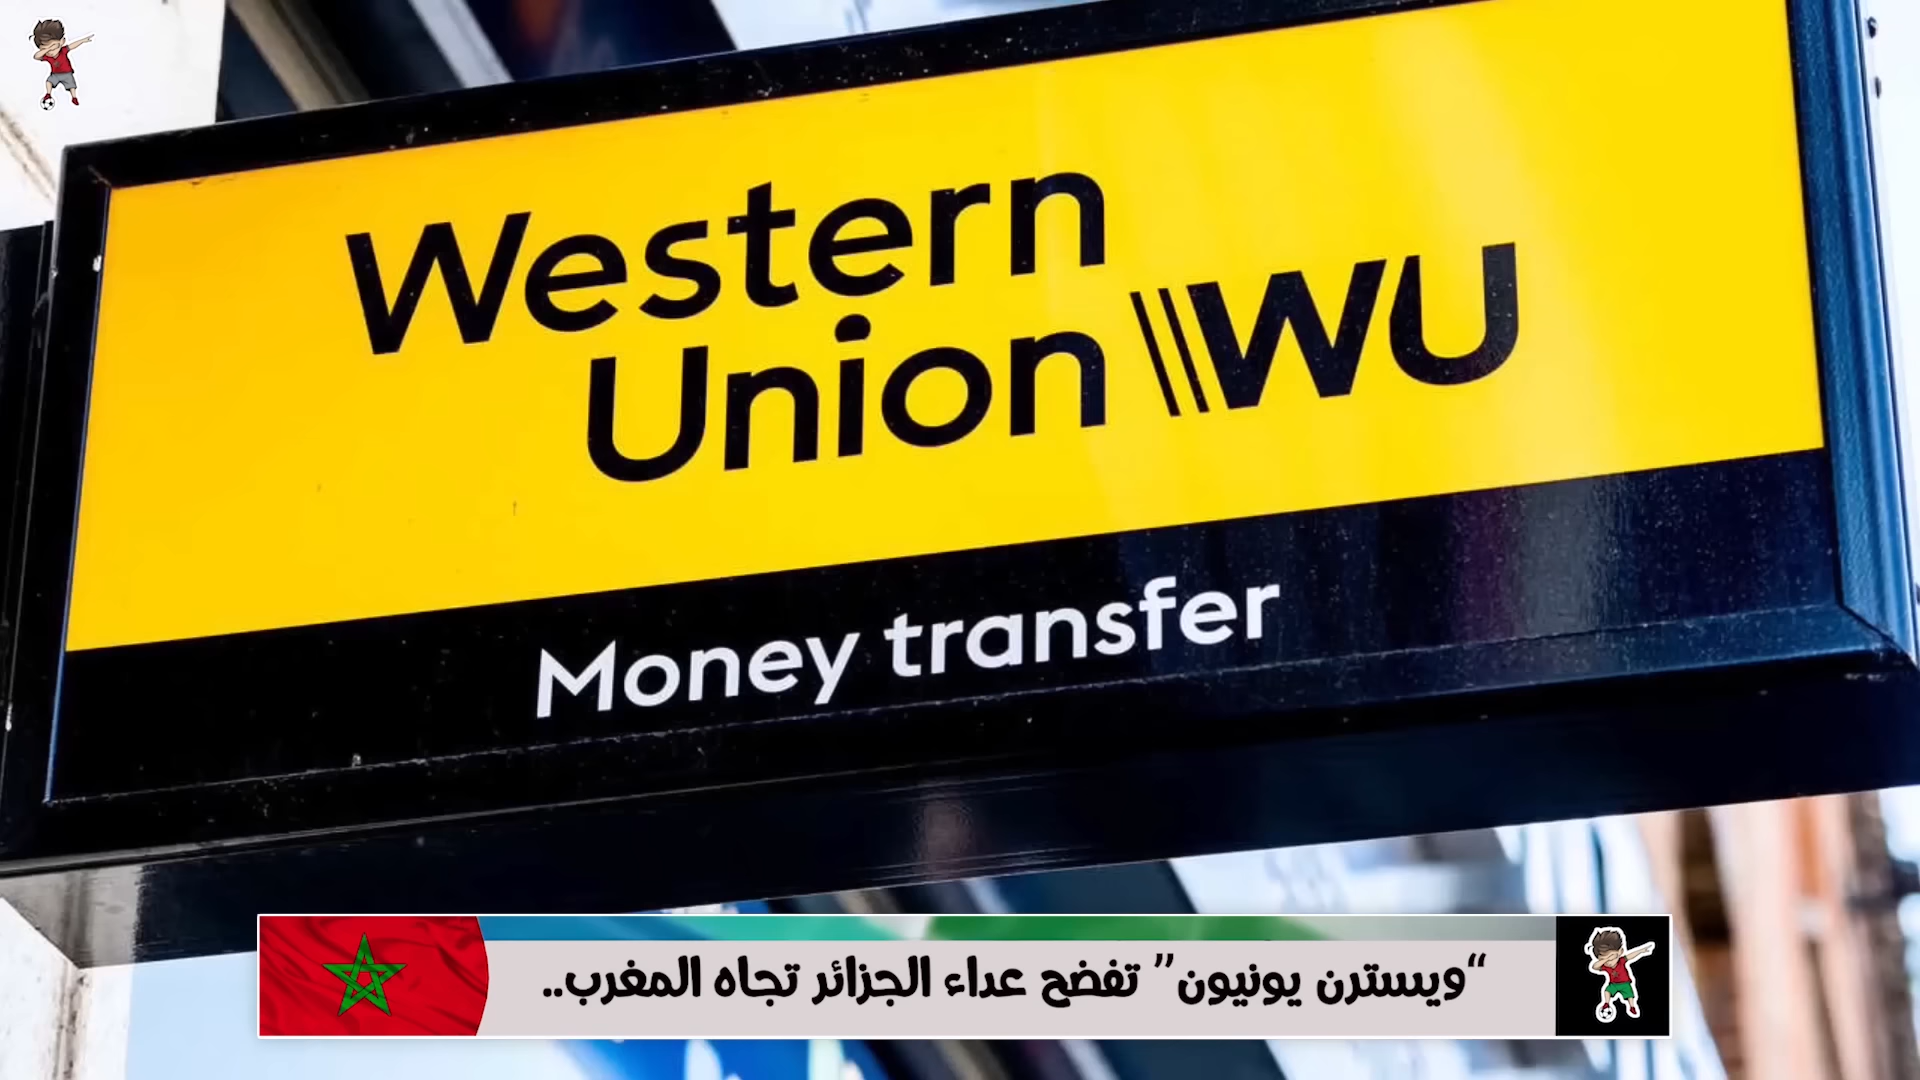 Western
Union WU
Money transfer
“ويسترن يونيون” تفضح عداء الجزائر تجاه المغرب..